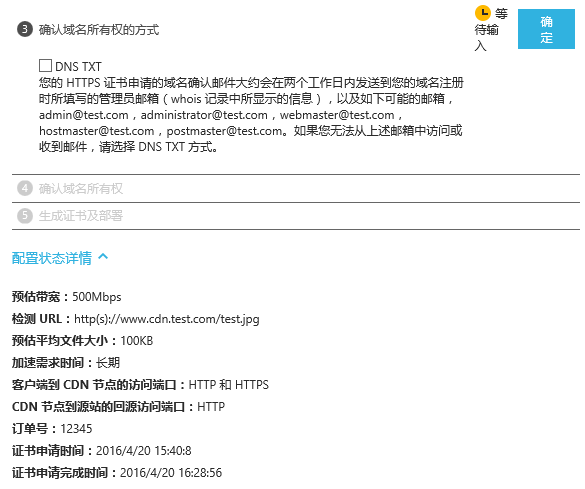 3 确认域名所有权的方式
等待输入
确定
DNS TXT
您的 HTTPS 证书申请的域名确认邮件大约会在两个工作日内发送到您的域名注册
时所填写的管理员邮箱（whois 记录中所显示的信息），以及如下可能的邮箱，
admin@test.com，administrator@test.com，webmaster@test.com，
hostmaster@test.com，postmaster@test.com。如果您无法从上述邮箱中访问或
收到邮件，请选择 DNS TXT 方式。
4 确认域名所有权
5 生成证书及部署
配置状态详情
预估带宽：500Mbps
检测 URL：http(s)://www.cdn.test.com/test.jpg
预估平均文件大小：100KB
加速需求时间：长期
客户端到 CDN 节点的访问端口：HTTP 和 HTTPS
CDN 节点到源站的回源访问端口：HTTP
订单号：12345
证书申请时间：2016/4/20 15:40:8
证书申请完成时间：2016/4/20 16:28:56